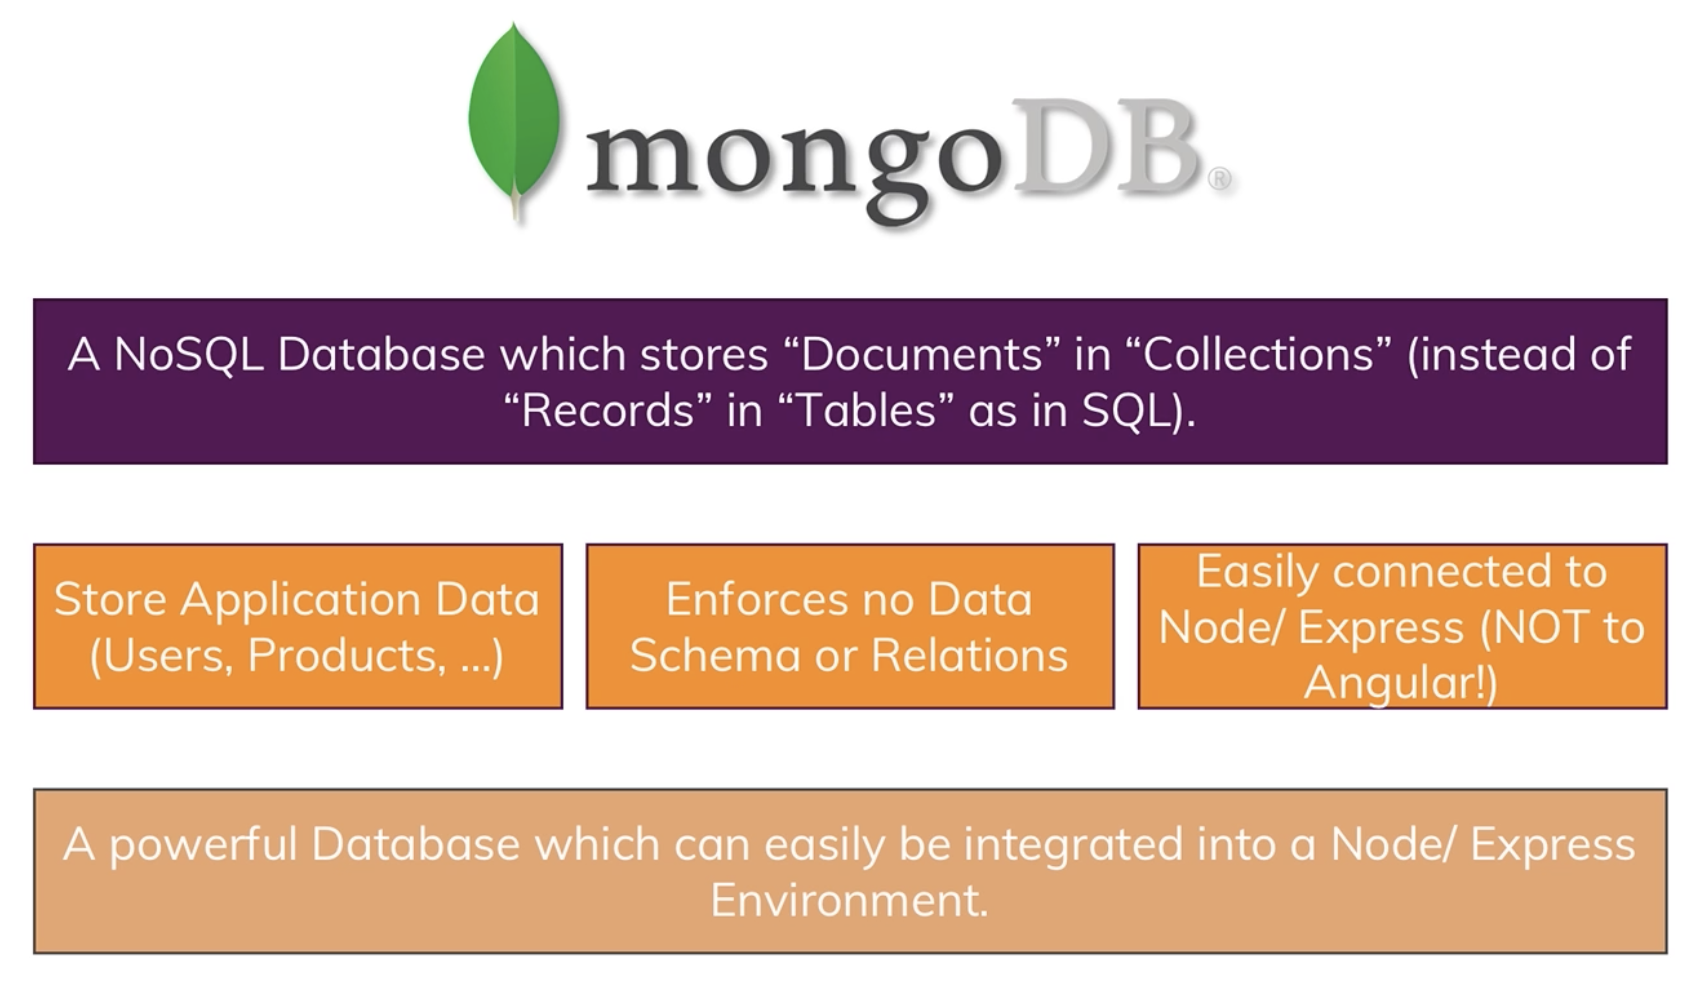 mongoDB®
A NoSQL Database which stores “Documents” in “Collections” (instead of
“Records” in “Tables” as in SQL).
Store Application Data
(Users, Products, …)
Enforces no Data
Schema or Relations
Easily connected to
Node/ Express (NOT to
Angular!)
A powerful Database which can easily be integrated into a Node/ Express
Environment.